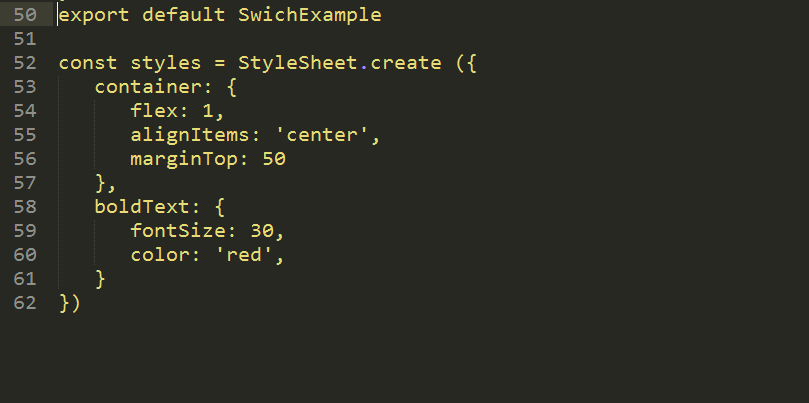 50 export default SwichExample
51
52 const styles = StyleSheet.create ({
53    container: {
54       flex: 1,
55       alignItems: 'center',
56       marginTop: 50
57    },
58    boldText: {
59       fontSize: 30,
60       color: 'red',
61    }
62 })